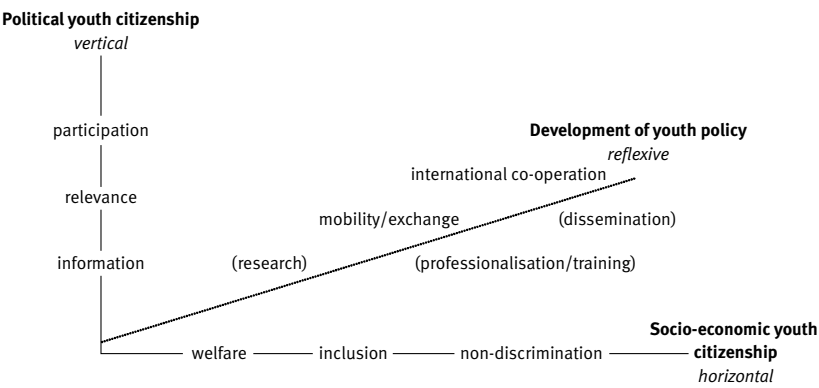 Political youth citizenship
vertical
participation
Development of youth policy
reflexive
international co-operation
relevance
mobility/exchange
(dissemination)
information
(research)
(professionalisation/training)
Socio-economic youth
citizenship
horizontal
welfare
inclusion
non-discrimination